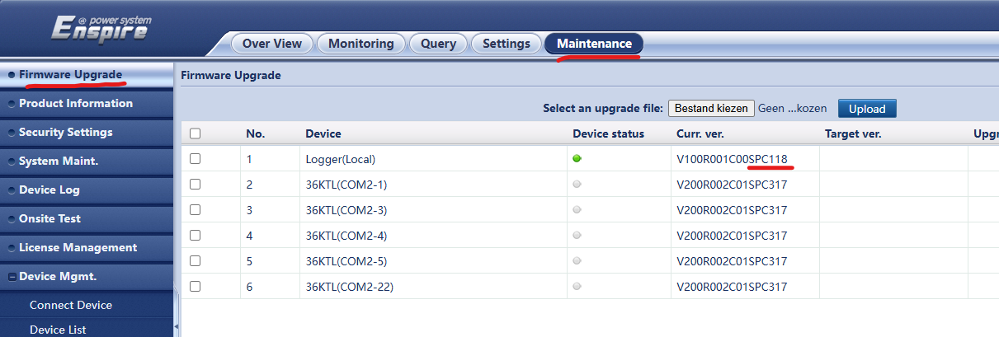 @ power system
Enspire
Over View Monitoring Query Settings Maintenance
Firmware Upgrade
Product Information
Security Settings
System Maint.
Device Log
Onsite Test
License Management
Device Mgmt.
Connect Device
Device List
Firmware Upgrade
Select an upgrade file: Bestand kiezen Geen ...kozen Upload
No. Device Device status Curr. ver. Target ver. Upgr
1 Logger(Local) V100R001C00SPC118
2 36KTL(COM2-1) V200R002C01SPC317
3 36KTL(COM2-3) V200R002C01SPC317
4 36KTL(COM2-4) V200R002C01SPC317
5 36KTL(COM2-5) V200R002C01SPC317
6 36KTL(COM2-22) V200R002C01SPC317